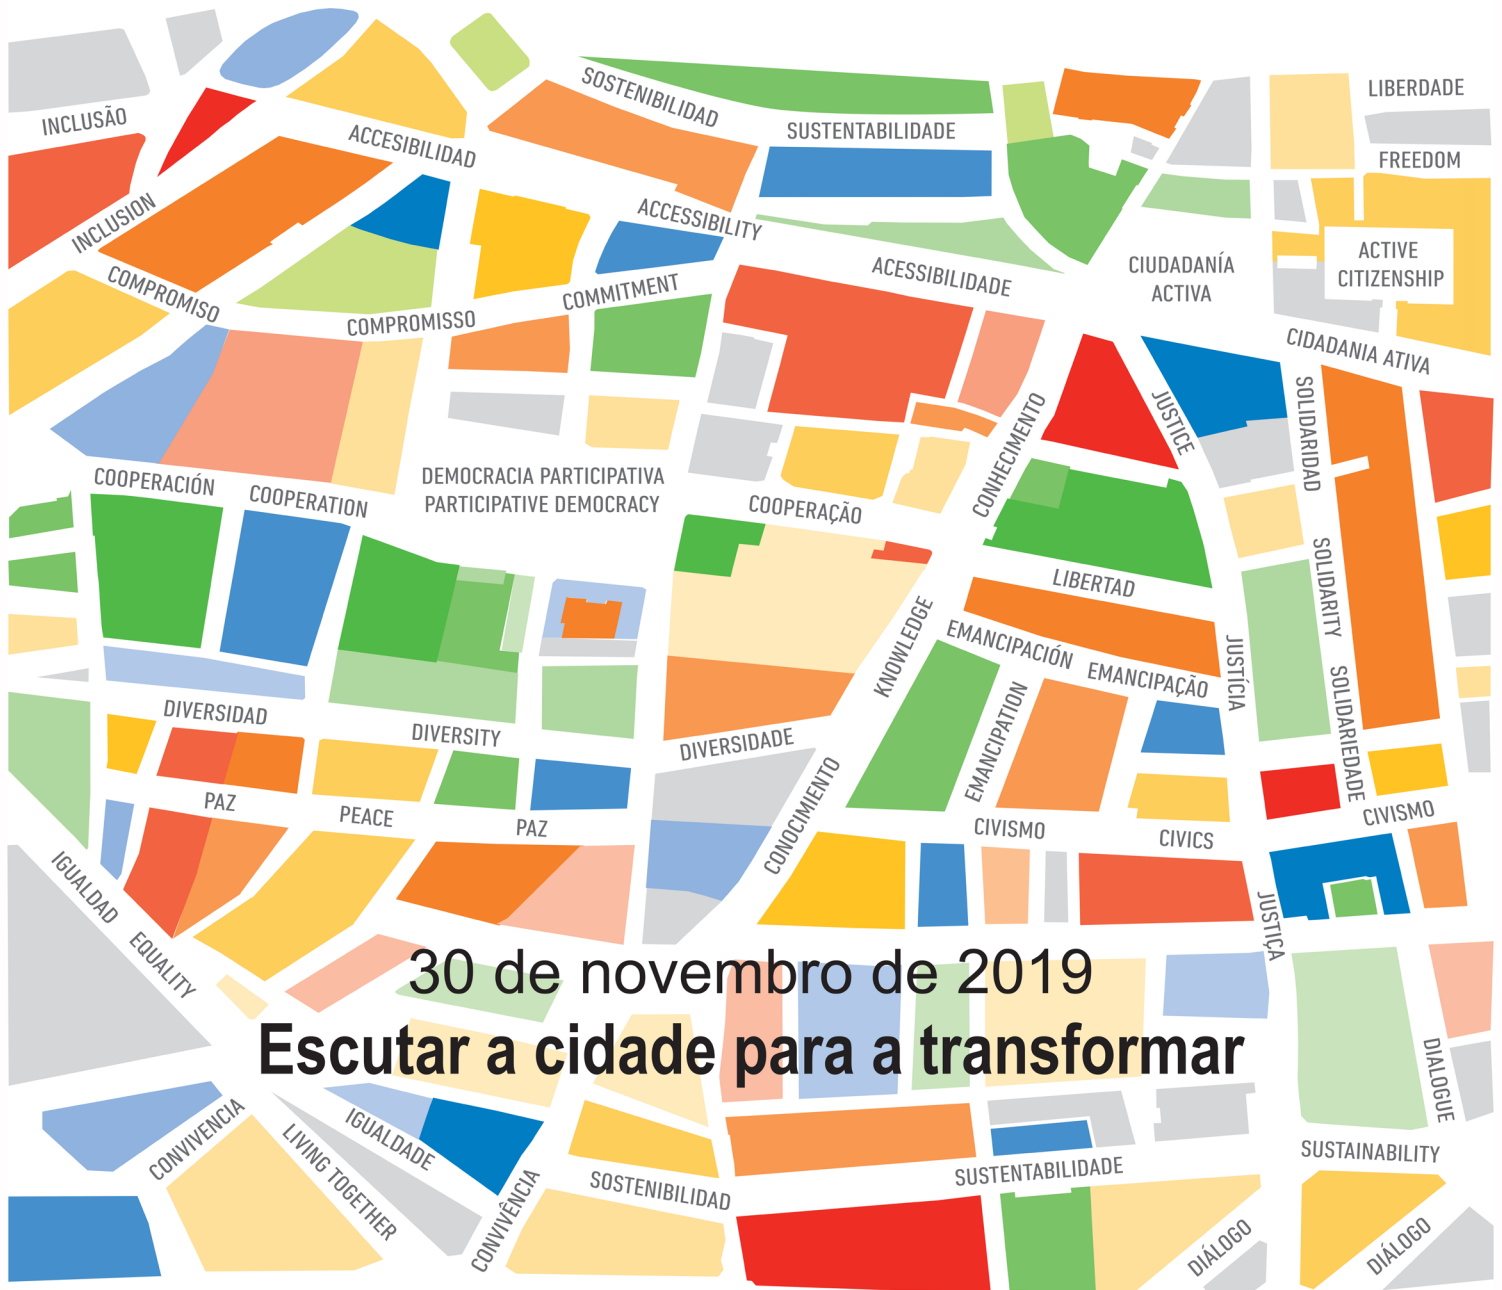 LIBERDADE
SOSTENIBILIDAD
INCLUSÃO
SUSTENTABILIDADE
ACCESIBILIDAD
FREEDOM
INCLUSION
ACCESSIBILITY
ACTIVE
CITIZENSHIP
CIUDADANÍA
ACTIVA
ACESSIBILIDADE
COMPROMISO
COMMITMENT
COMPROMISSO
CIDADANIA ATIVA
JUSTICE
SOLIDARIDAD
CONHECIMENTO
DEMOCRACIA PARTICIPATIVA
PARTICIPATIVE DEMOCRACY
COOPERACIÓN
COOPERATION
COOPERAÇÃO
LIBERTAD
SOLIDARITY
KNOWLEDGE
EMANCIPACIÓN
EMANCIPAÇÃO
JUSTÍCIA
SOLIDARIEDADE
DIVERSIDAD
DIVERSITY
DIVERSIDADE
EMANCIPATION
PAZ
PEACE
PAZ
CONOCIMIENTO
CIVISMO
CIVICS
CIVISMO
IGUALDAD
EQUALITY
JUSTIÇA
30 de novembro de 2019
Escutar a cidade para a transformar
DIALOGUE
CONVIVENCIA
LIVING TOGETHER
IGUALDADE
CONVIVÊNCIA
SOSTENIBILIDAD
SUSTENTABILIDADE
SUSTAINABILITY
DIÁLOGO
DIÁLOGO